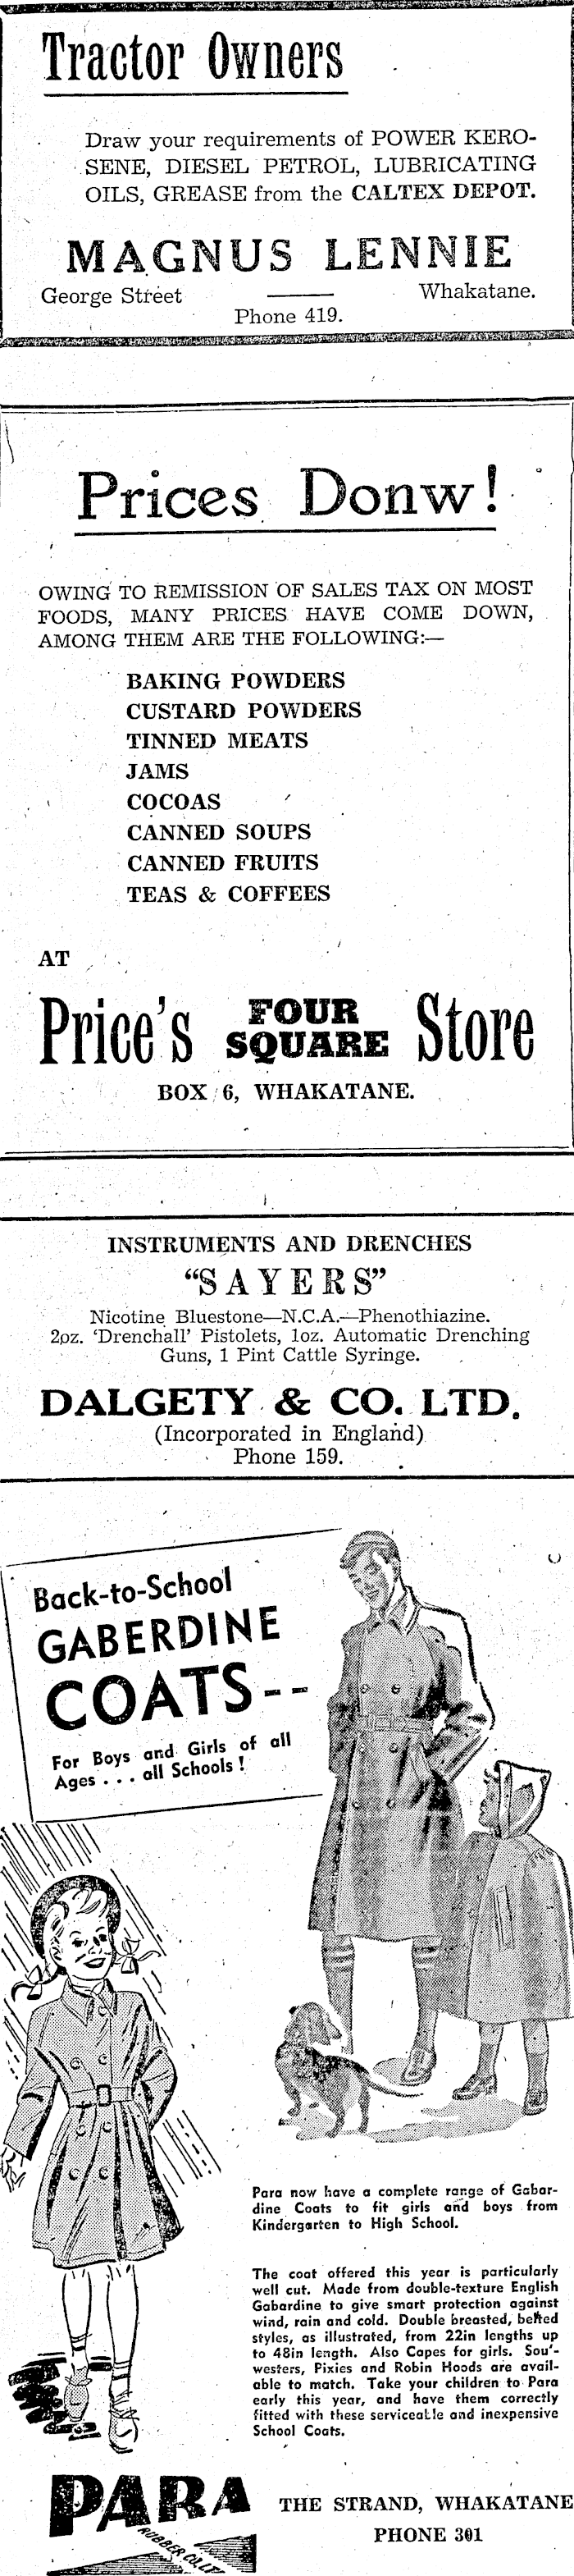 Tractor Owners
Draw your requirements of POWER KERO-
SENE, DIESEL PETROL, LUBRICATING
OILS, GREASE from the CALTEX DEPOT.
MAGNUS LENNIE
George Street Whakatane.
Phone 419.
Prices Donw!
OWING TO REMISSION OF SALES TAX ON MOST
FOODS, MANY PRICES HAVE COME DOWN,
AMONG THEM ARE THE FOLLOWING:—
BAKING POWDERS
CUSTARD POWDERS
TINNED MEATS
JAMS
COCOAS
CANNED SOUPS
CANNED FRUITS
TEAS & COFFEES
AT
Price's FOUR SQUARE Store
BOX 6, WHAKATANE.
INSTRUMENTS AND DRENCHES
“SAYERS”
Nicotine Bluestone—N.C.A.—Phenothiazine.
2oz. ‘Drenchall’ Pistolets, 1oz. Automatic Drenching
Guns, 1 Pint Cattle Syringe.
DALGETY & CO. LTD.
(Incorporated in England)
Phone 159.
Back-to-School
GABERDINE
COATS--
For Boys and Girls of all
Ages . . . all Schools !
Para now have a complete range of Gabar-
dine Coats to fit girls and boys from
Kindergarten to High School.
The coat offered this year is particularly
well cut. Made from double-texture English
Gabardine to give smart protection against
wind, rain and cold. Double breasted, belted
styles, as illustrated, from 22in lengths up
to 48in length. Also Capes for girls. Sou'-
westers, Pixies and Robin Hoods are avail-
able to match. Take your children to Para
early this year, and have them correctly
fitted with these serviceable and inexpensive
School Coats.
PARA
RUBBER CO. LTD.
THE STRAND, WHAKATANE
PHONE 301